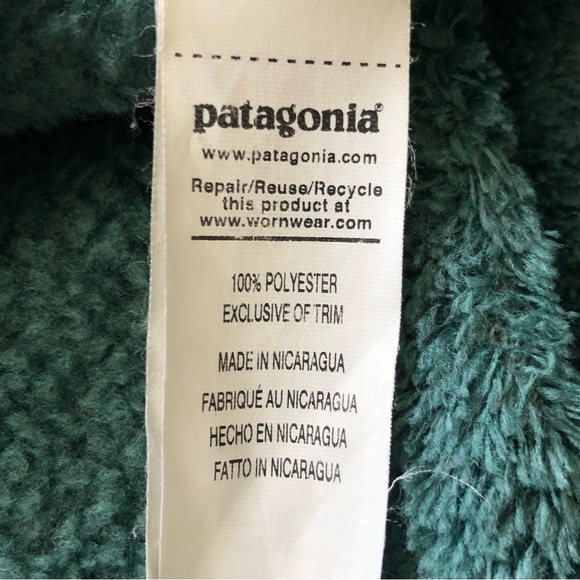 patagonia®
www.patagonia.com
Repair/Reuse/Recycle
this product at
www.wornwear.com
100% POLYESTER
EXCLUSIVE OF TRIM
MADE IN NICARAGUA
FABRIQUÉ AU NICARAGUA
HECHO EN NICARAGUA
FATTO IN NICARAGUA